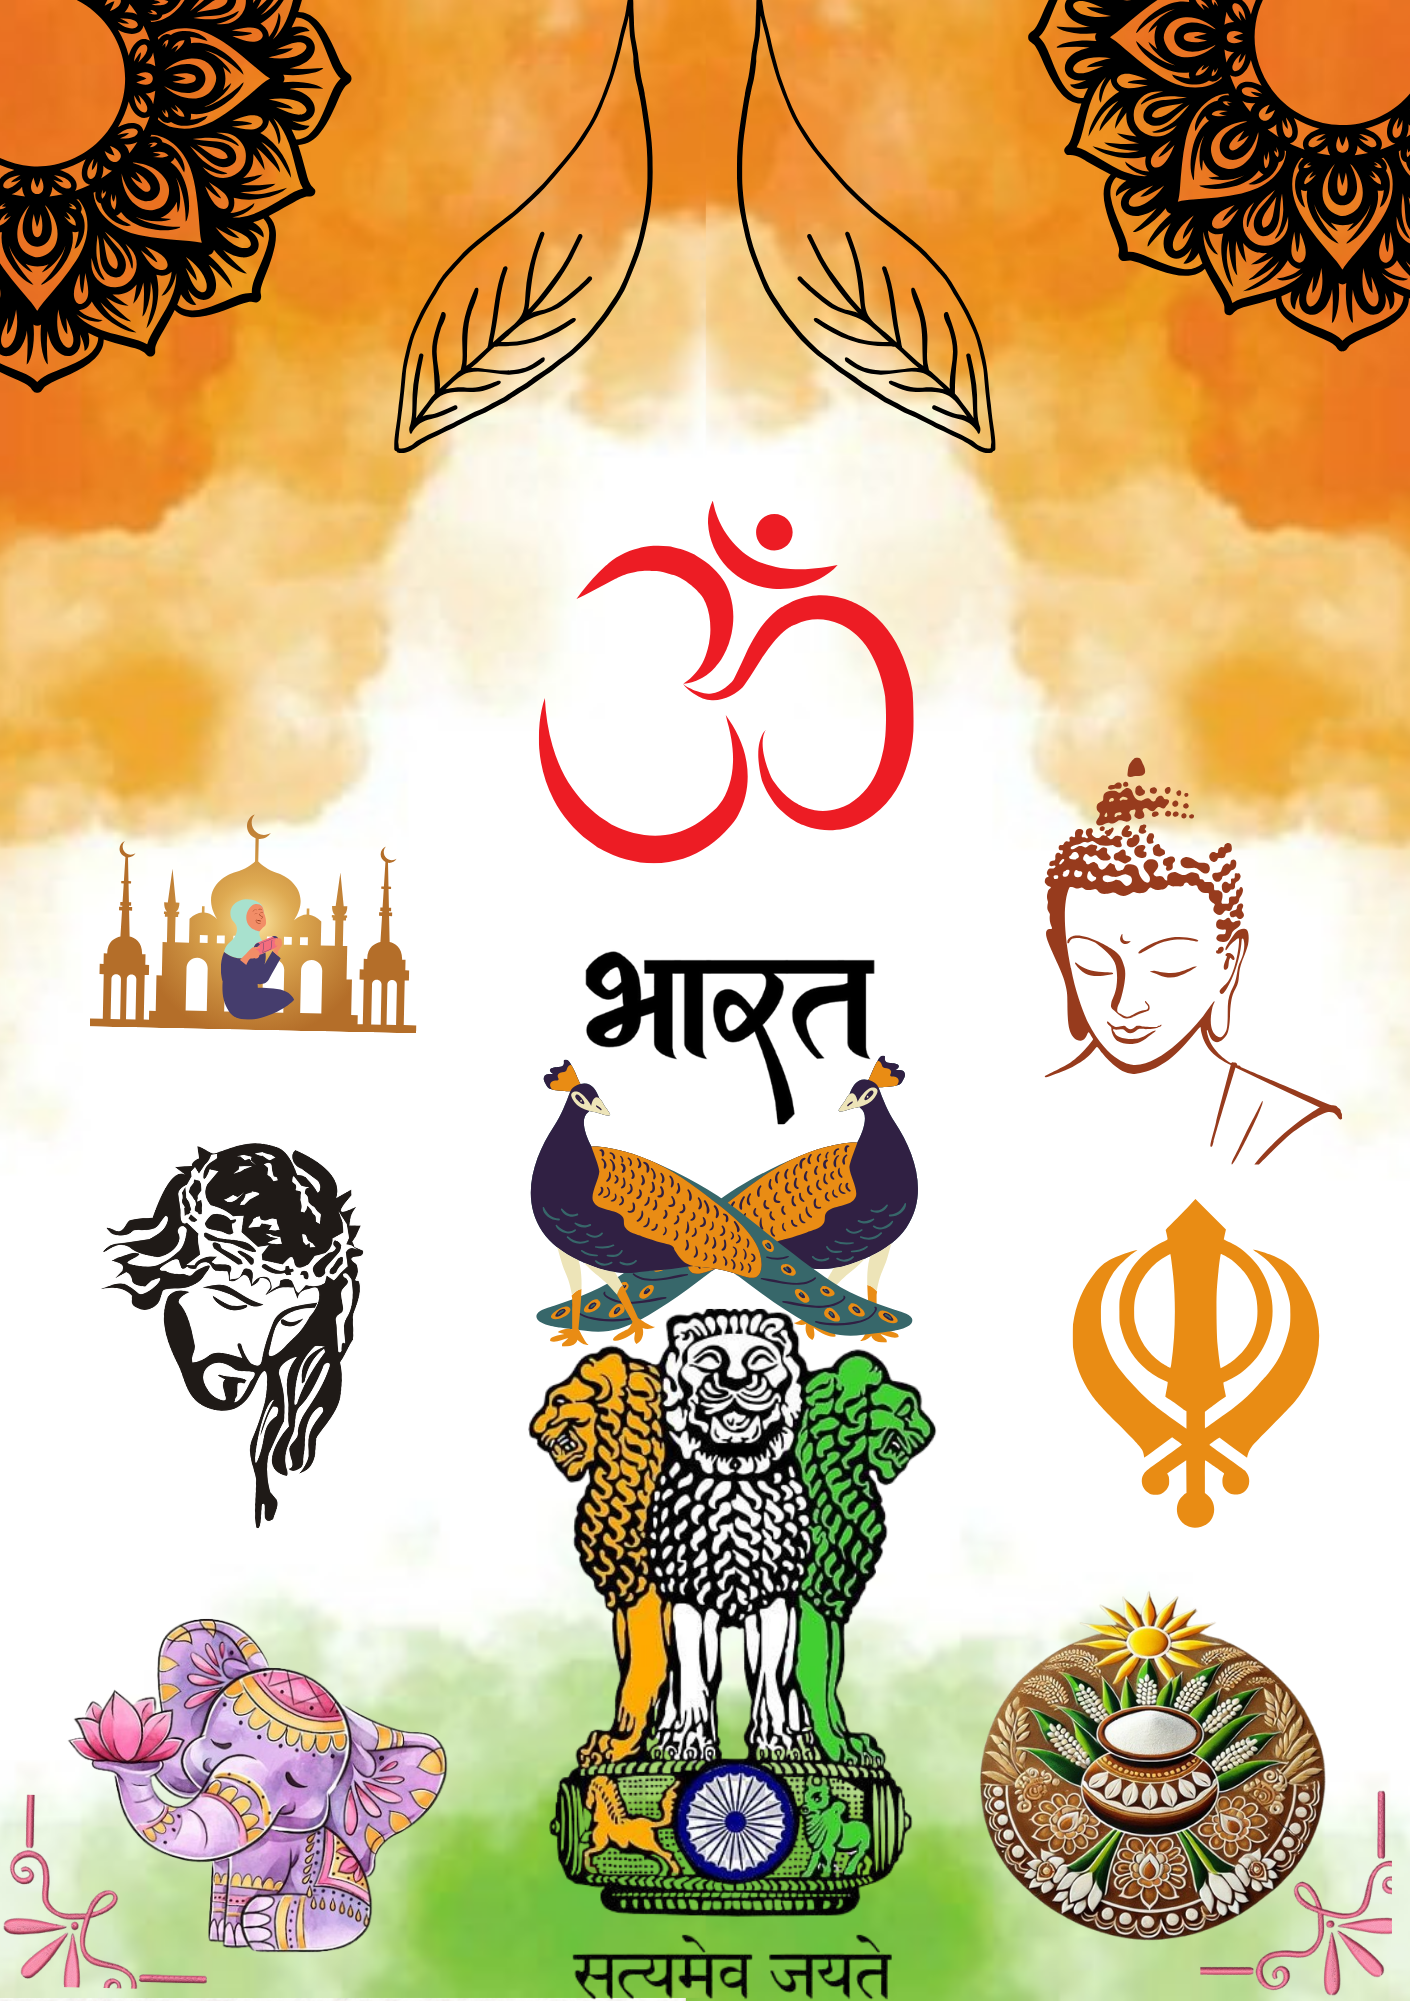 ॐ
भारत
सत्यमेव जयते